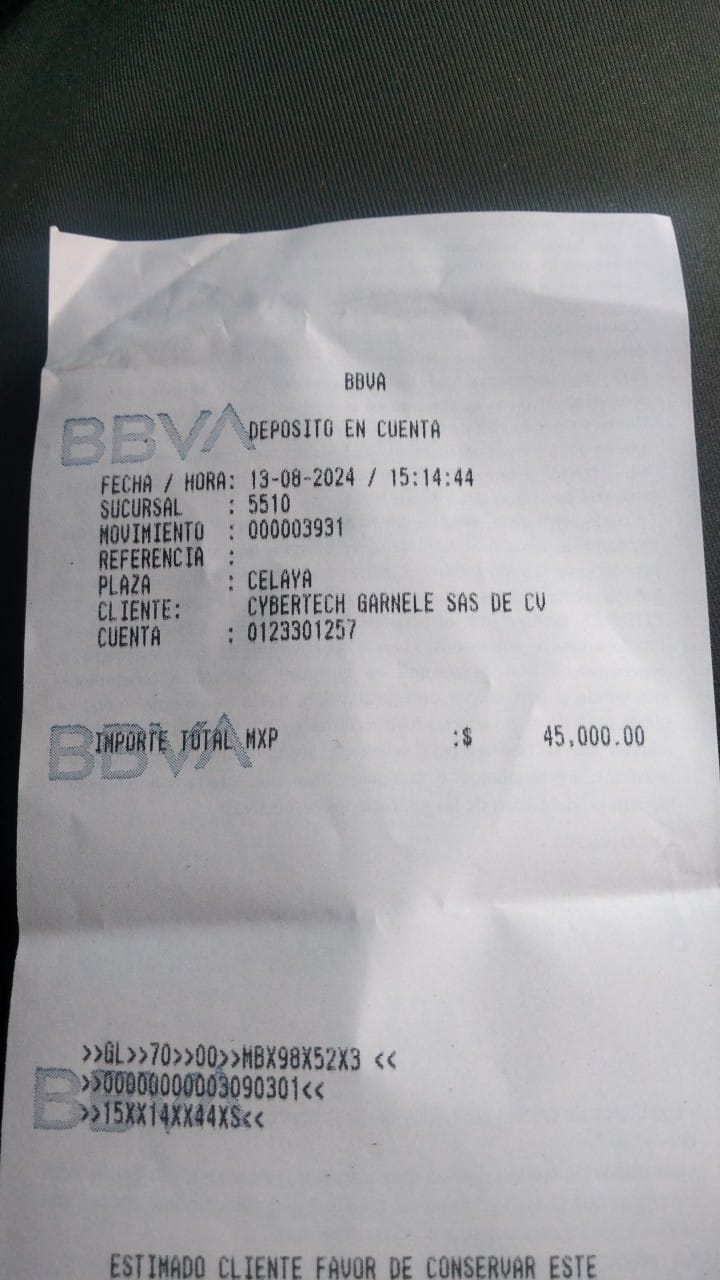 BBVA
BBVA DEPOSITO EN CUENTA
FECHA / HORA: 13-08-2024 / 15:14:44
SUCURSAL : 5510
MOVIMIENTO : 000003931
REFERENCIA :
PLAZA : CELAYA
CLIENTE: CYBERTECH GARNELE SAS DE CV
CUENTA : 0123301257
BBVA
IMPORTE TOTAL MXP :$ 45,000.00
>>GL>>70>>00>>MBX98X52X3 <<
>>00000000003090301<<
>>15XX14XX44XS<<
ESTIMADO CLIENTE FAVOR DE CONSERVAR ESTE